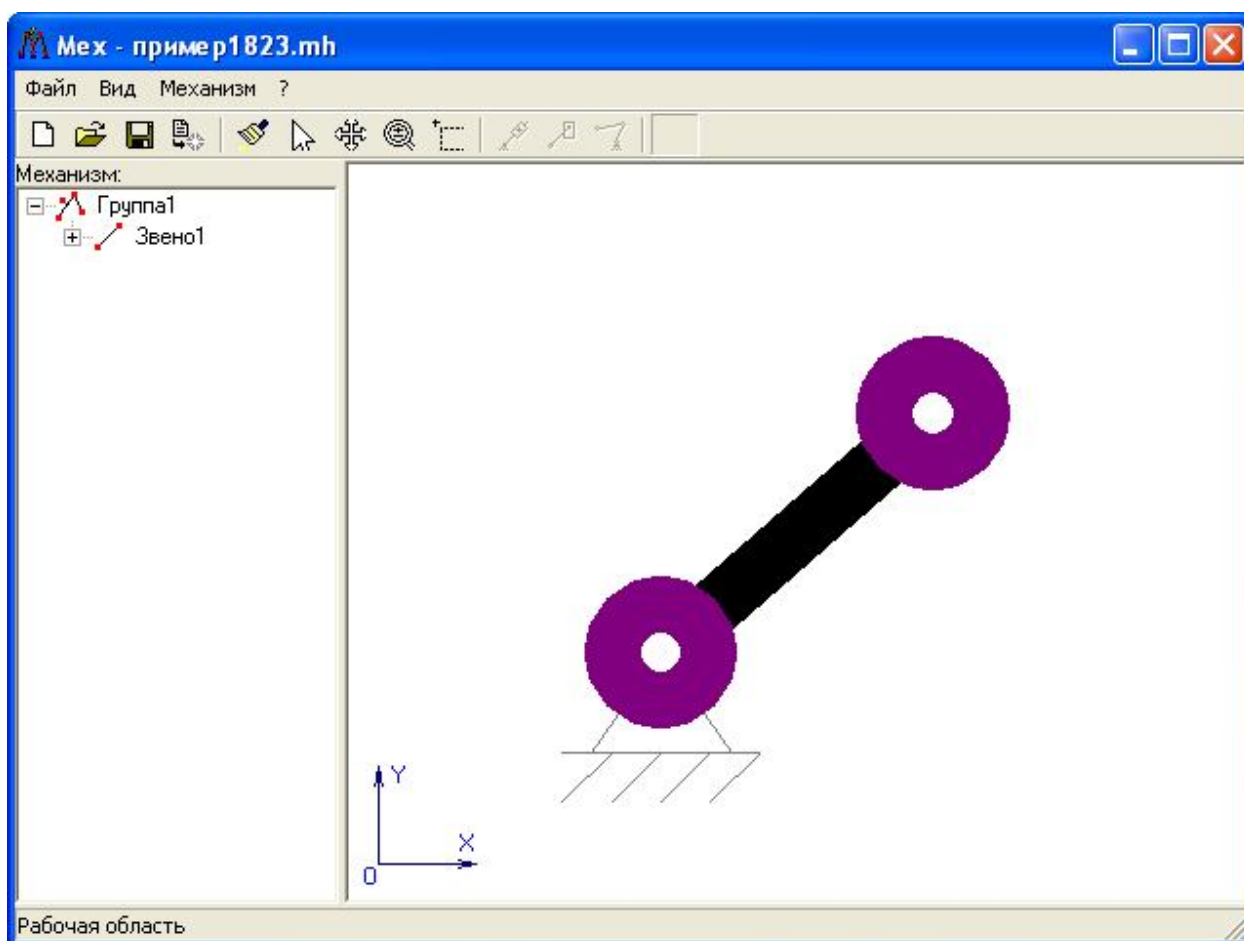 Мех - пример1823.mh
Файл Вид Механизм ?
Механизм:
Группа1
Звено1
Y
X
0
Рабочая область